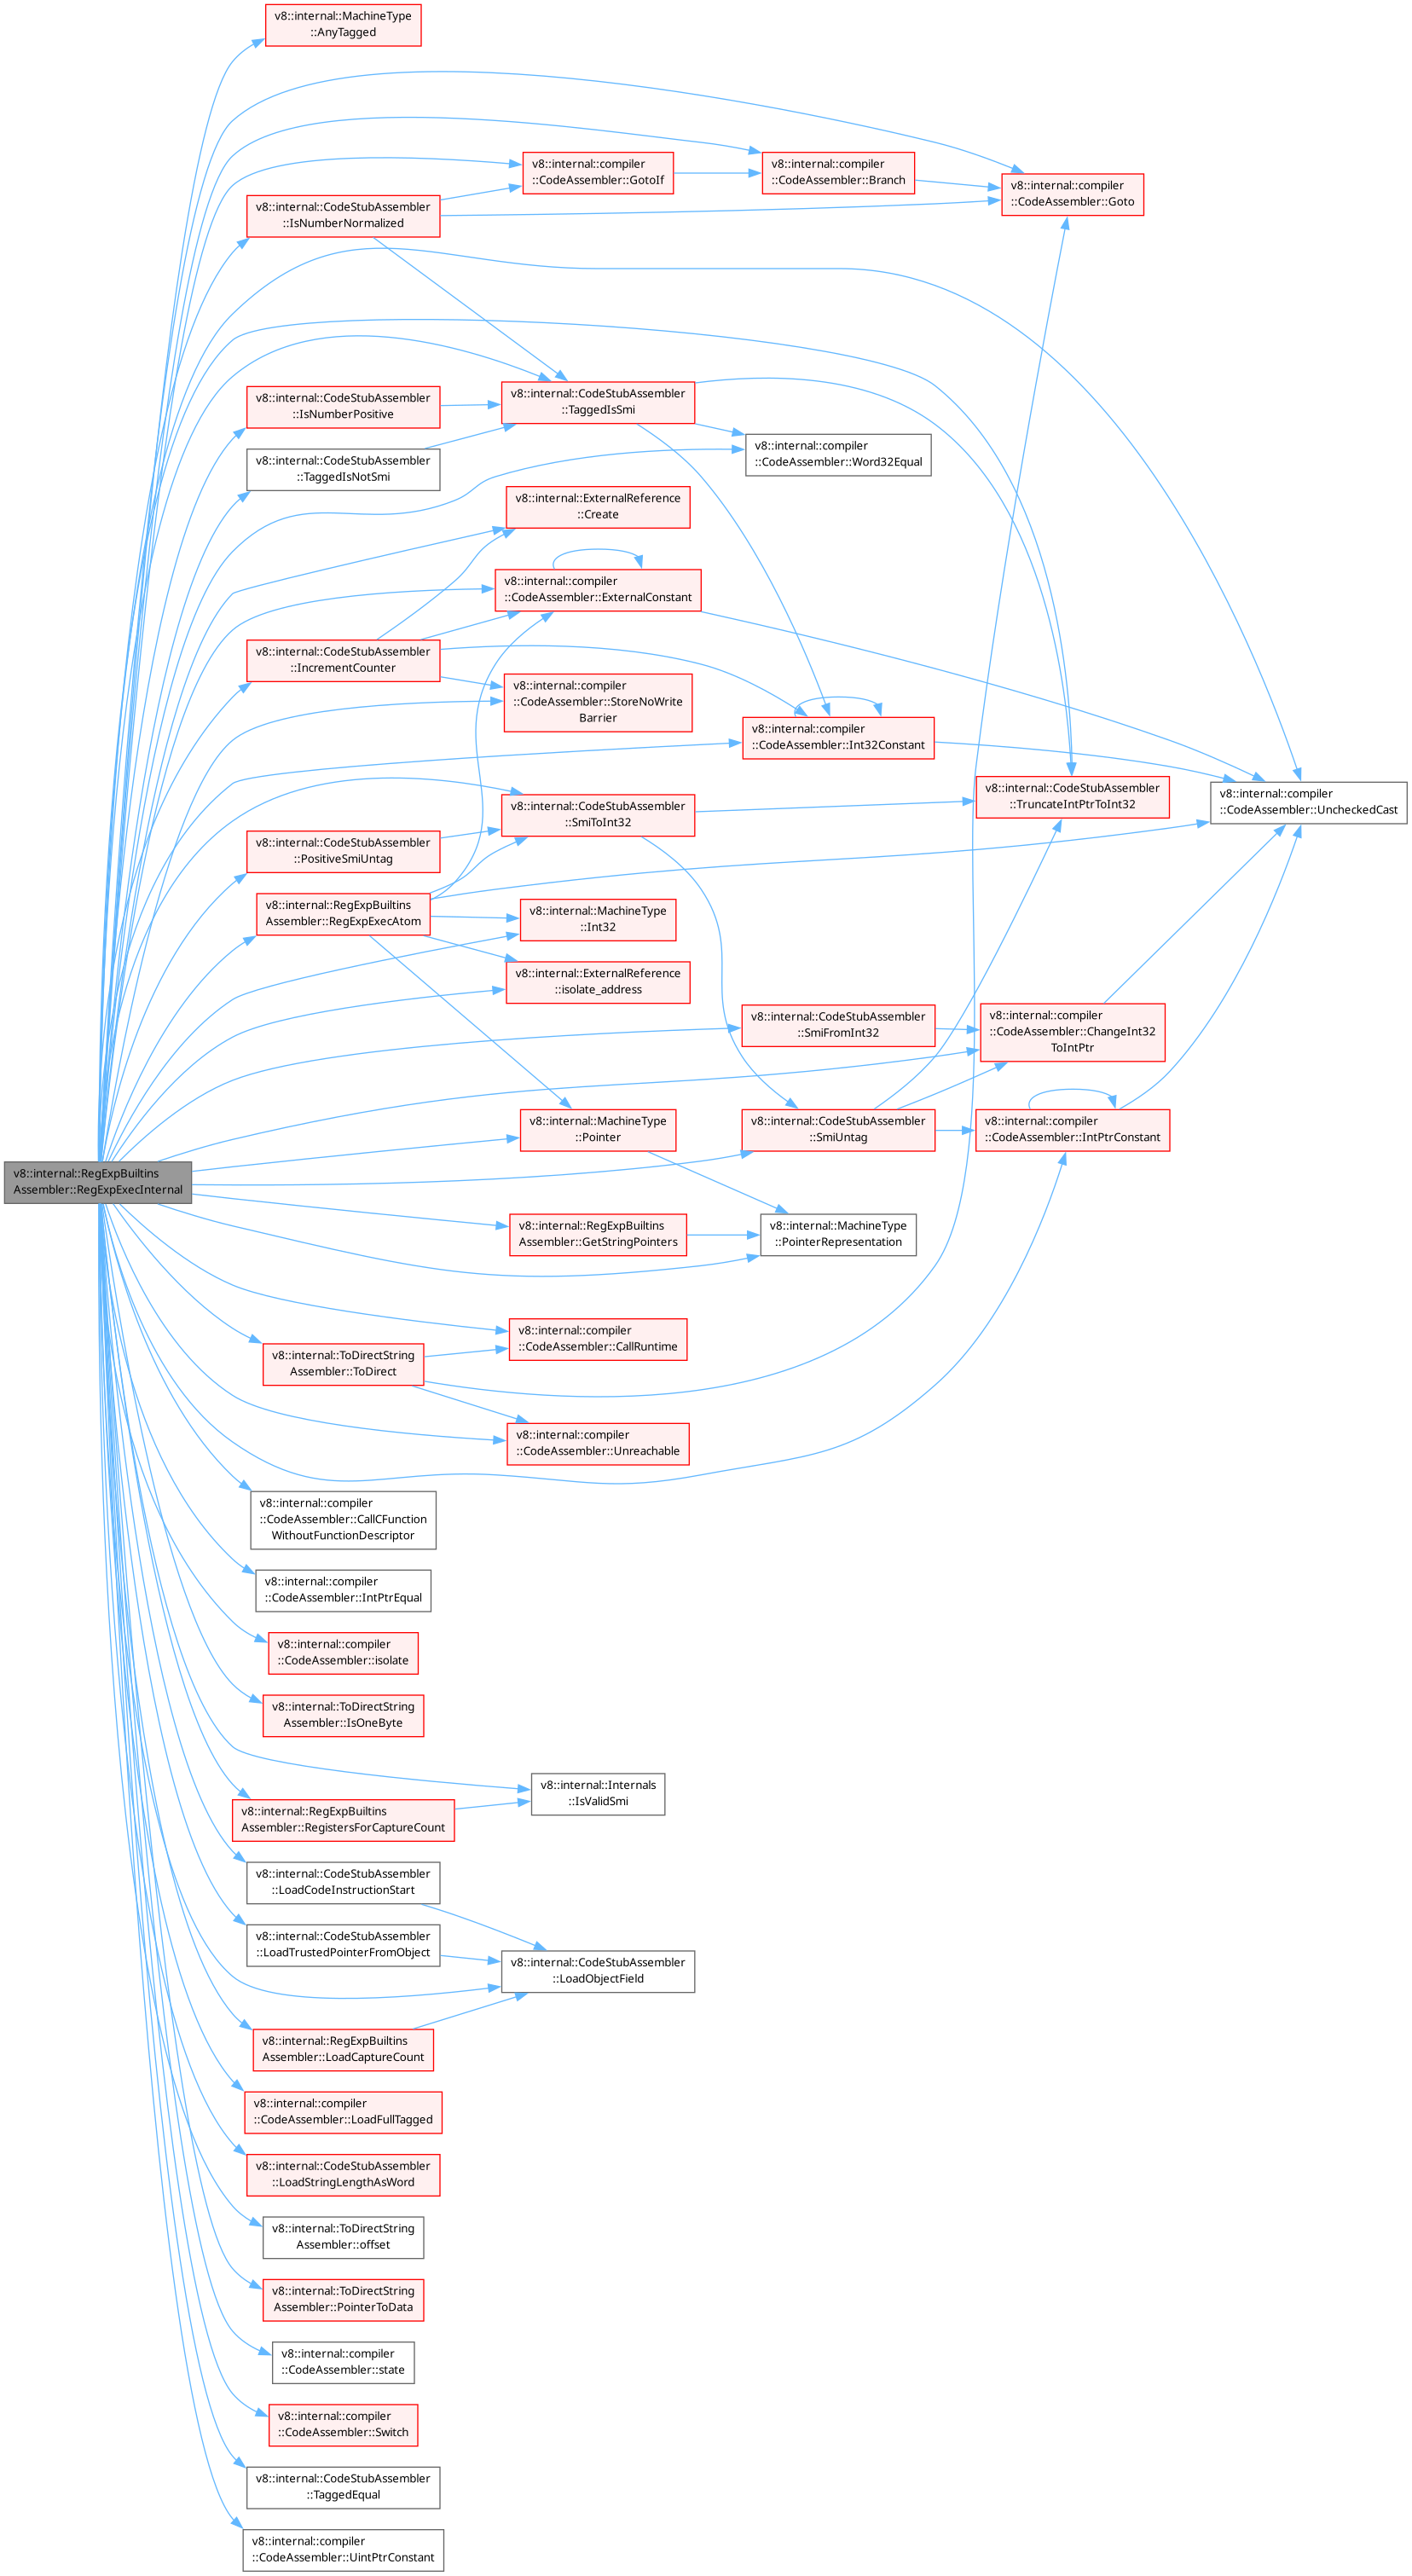 v8::internal::MachineType
::AnyTagged
v8::internal::compiler
::CodeAssembler::GotoIf
v8::internal::compiler
::CodeAssembler::Branch
v8::internal::compiler
::CodeAssembler::Goto
v8::internal::CodeStubAssembler
::IsNumberNormalized
v8::internal::CodeStubAssembler
::IsNumberPositive
v8::internal::CodeStubAssembler
::TaggedIsSmi
v8::internal::CodeStubAssembler
::TaggedIsNotSmi
v8::internal::compiler
::CodeAssembler::Word32Equal
v8::internal::ExternalReference
::Create
v8::internal::compiler
::CodeAssembler::ExternalConstant
v8::internal::CodeStubAssembler
::IncrementCounter
v8::internal::compiler
::CodeAssembler::StoreNoWrite
Barrier
v8::internal::compiler
::CodeAssembler::Int32Constant
v8::internal::CodeStubAssembler
::SmiToInt32
v8::internal::CodeStubAssembler
::TruncateIntPtrToInt32
v8::internal::compiler
::CodeAssembler::UncheckedCast
v8::internal::CodeStubAssembler
::PositiveSmiUntag
v8::internal::RegExpBuiltins
Assembler::RegExpExecAtom
v8::internal::MachineType
::Int32
v8::internal::ExternalReference
::isolate_address
v8::internal::CodeStubAssembler
::SmiFromInt32
v8::internal::compiler
::CodeAssembler::ChangeInt32
ToIntPtr
v8::internal::MachineType
::Pointer
v8::internal::CodeStubAssembler
::SmiUntag
v8::internal::compiler
::CodeAssembler::IntPtrConstant
v8::internal::RegExpBuiltins
Assembler::RegExpExecInternal
v8::internal::RegExpBuiltins
Assembler::GetStringPointers
v8::internal::MachineType
::PointerRepresentation
v8::internal::ToDirectString
Assembler::ToDirect
v8::internal::compiler
::CodeAssembler::CallRuntime
v8::internal::compiler
::CodeAssembler::Unreachable
v8::internal::compiler
::CodeAssembler::CallCFunction
WithoutFunctionDescriptor
v8::internal::compiler
::CodeAssembler::IntPtrEqual
v8::internal::compiler
::CodeAssembler::isolate
v8::internal::ToDirectString
Assembler::IsOneByte
v8::internal::Internals
::IsValidSmi
v8::internal::RegExpBuiltins
Assembler::RegistersForCaptureCount
v8::internal::CodeStubAssembler
::LoadCodeInstructionStart
v8::internal::CodeStubAssembler
::LoadTrustedPointerFromObject
v8::internal::CodeStubAssembler
::LoadObjectField
v8::internal::RegExpBuiltins
Assembler::LoadCaptureCount
v8::internal::compiler
::CodeAssembler::LoadFullTagged
v8::internal::CodeStubAssembler
::LoadStringLengthAsWord
v8::internal::ToDirectString
Assembler::offset
v8::internal::ToDirectString
Assembler::PointerToData
v8::internal::compiler
::CodeAssembler::state
v8::internal::compiler
::CodeAssembler::Switch
v8::internal::CodeStubAssembler
::TaggedEqual
v8::internal::compiler
::CodeAssembler::UintPtrConstant